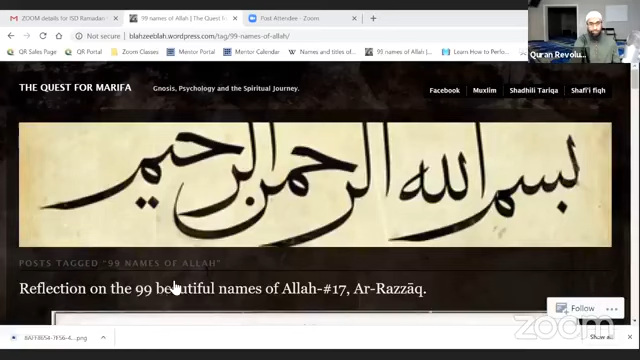 ZOOM details for ISD Ramadan
99 names of Allah | The Quest for
Post Attendee - Zoom
Not secure | blahzeeblah.wordpress.com/tag/99-names-of-allah/
QR Sales Page
QR Portal
Zoom Classes
Mentor Portal
Mentor Calendar
Names and titles of...
99 names of Allah |...
Learn How to Perfo...
Quran Revolu...
THE QUEST FOR MARIFA
Gnosis, Psychology and the Spiritual Journey.
Facebook
Muxlim
Shadhili Tariqa
Shafi'i fiqh
بسم الله الرحمن الرحيم
POSTS TAGGED "99 NAMES OF ALLAH"
Reflection on the 99 beautiful names of Allah-#17, Ar-Razzāq.
Follow
zoom
Show all